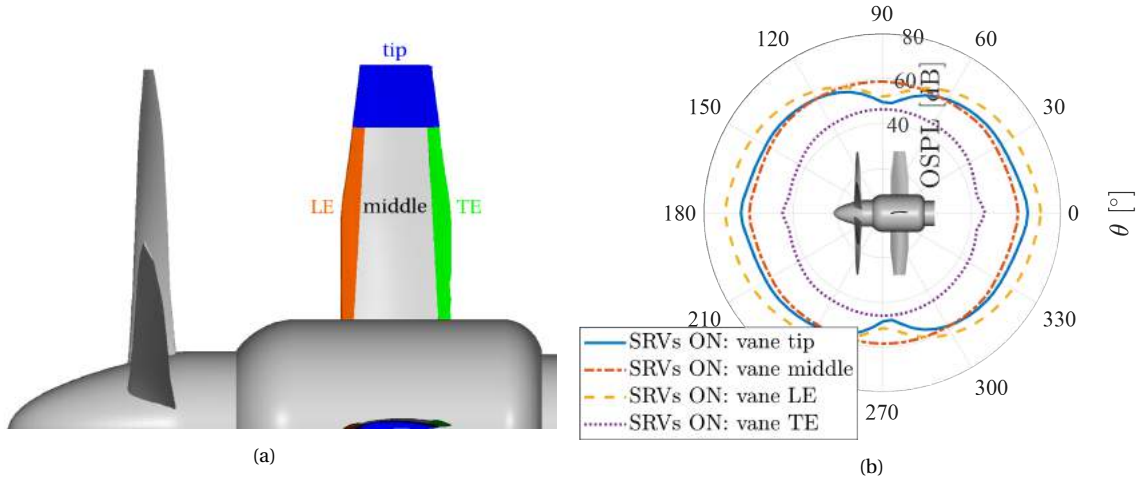 tip
LE
middle
TE
(a)
90
120
60
80
60
150
30
40
OSPL [dB]
180
0
θ [°]
210
330
300
270
SRVs ON: vane tip
SRVs ON: vane middle
SRVs ON: vane LE
SRVs ON: vane TE
(b)